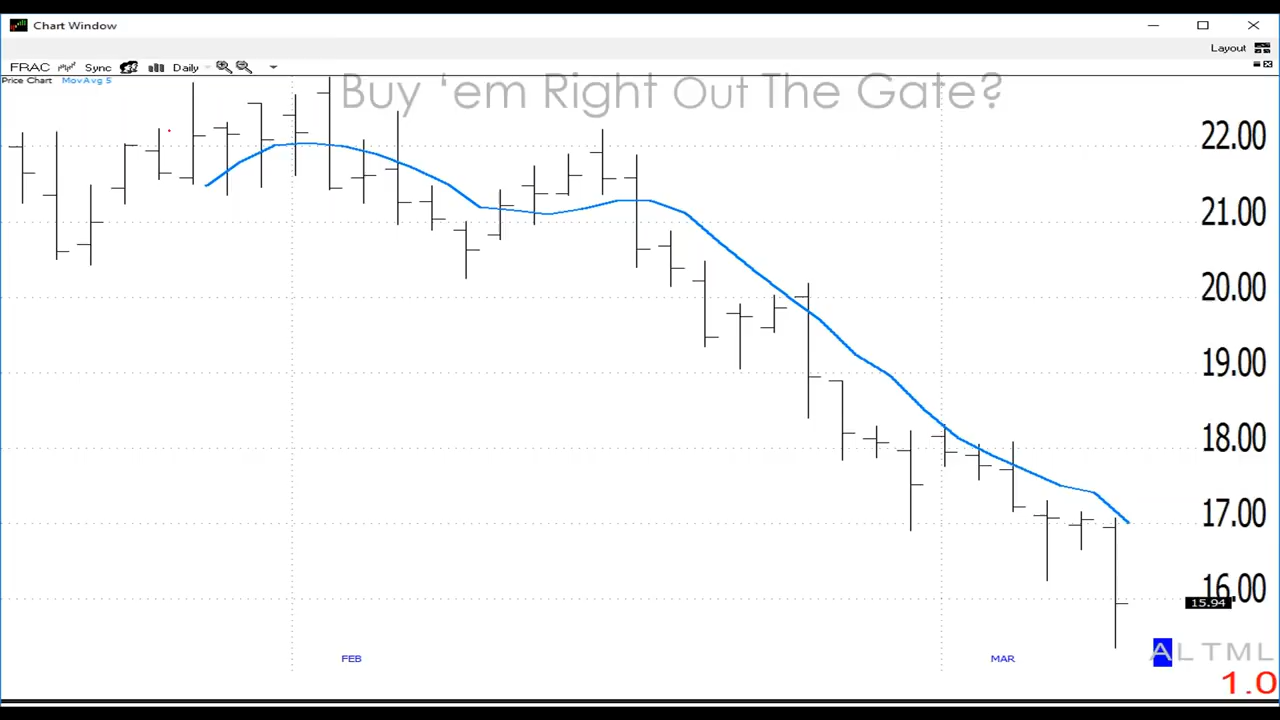 Chart Window
Layout
FRAC Sync Daily
Price Chart MovAvg 5
Buy ‘em Right Out The Gate?
22.00
21.00
20.00
19.00
18.00
17.00
16.00
15.94
FEB MAR
ALTML
1.0